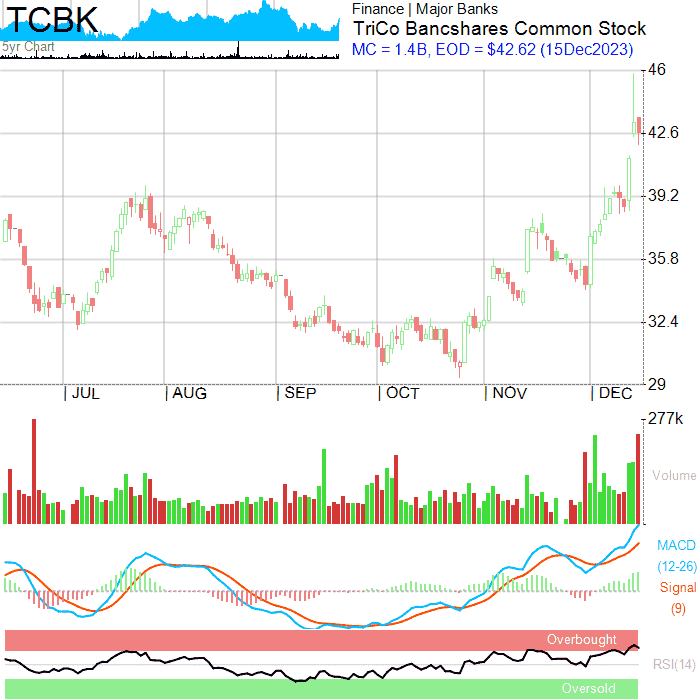 TCBK
5yr Chart
Finance | Major Banks
TriCo Bancshares Common Stock
MC = 1.4B, EOD = $42.62 (15Dec2023)
46
42.6
39.2
35.8
32.4
29
| JUL | AUG | SEP | OCT | NOV | DEC
277k
Volume
MACD
(12-26)
Signal
(9)
Overbought
RSI(14)
Oversold